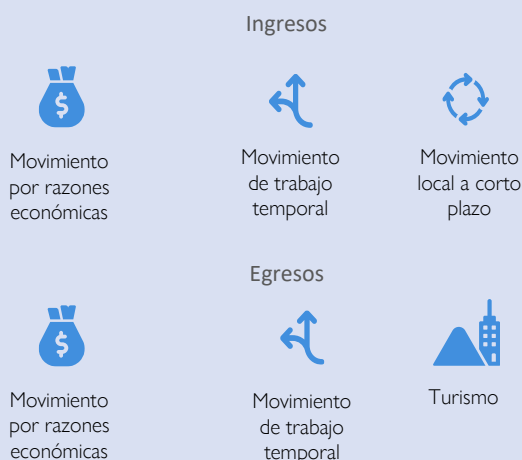 Ingresos
$
Movimiento
por razones
económicas
Movimiento
de trabajo
temporal
Movimiento
local a corto
plazo
Egresos
$
Movimiento
por razones
económicas
Movimiento
de trabajo
temporal
Turismo